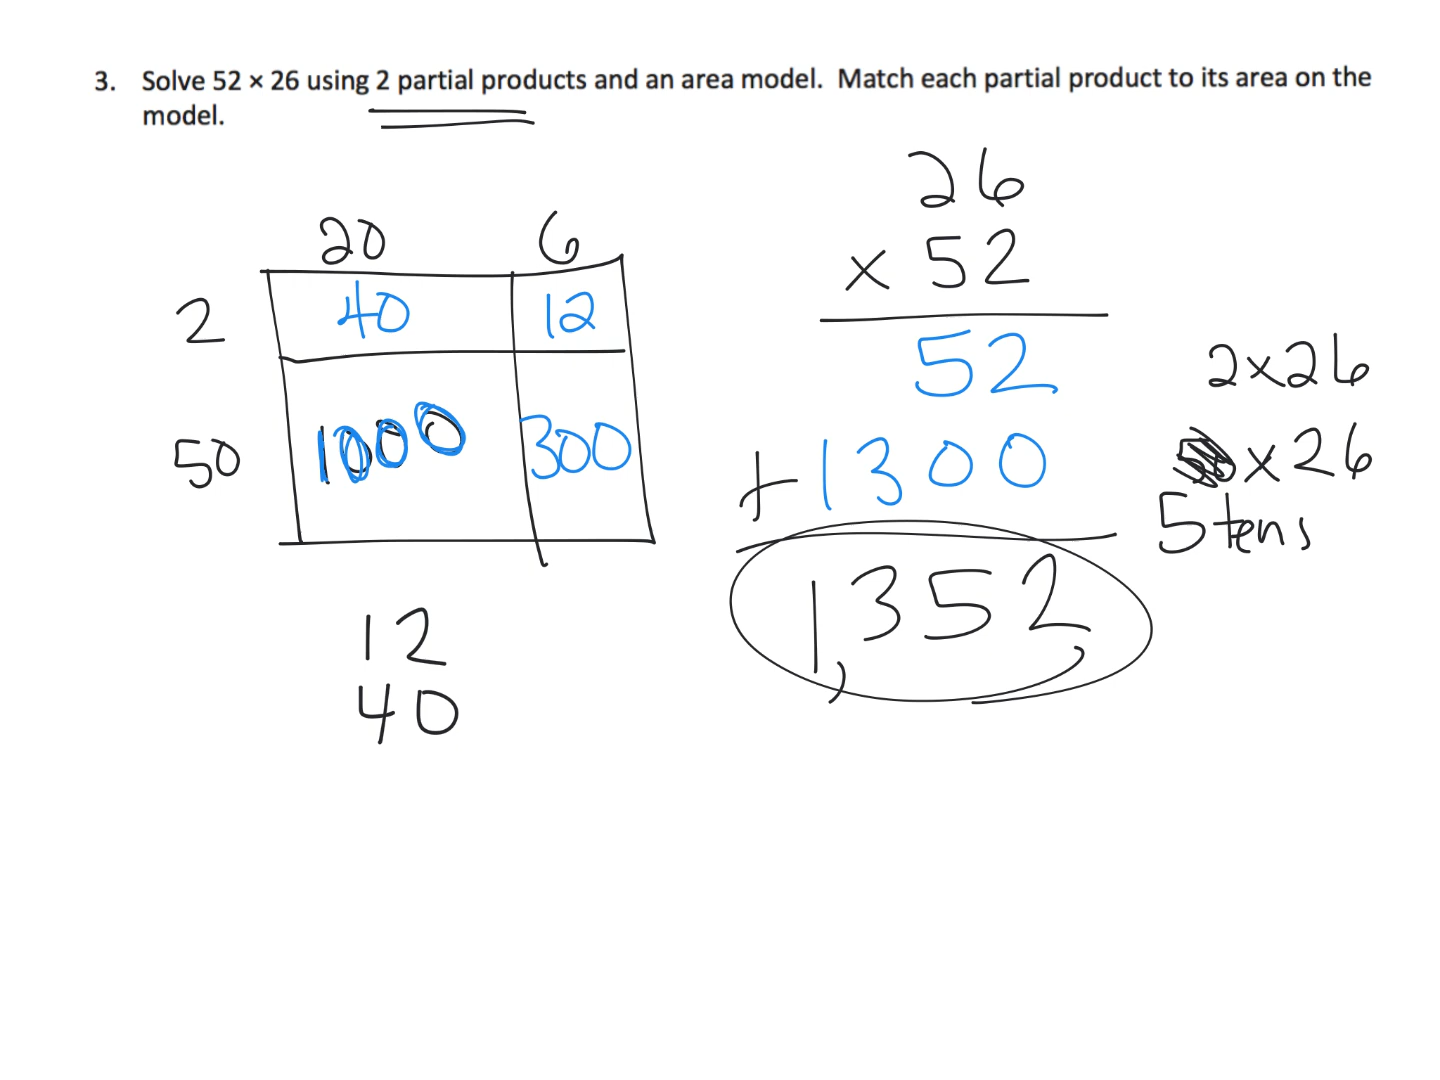 3. Solve 52 × 26 using 2 partial products and an area model. Match each partial product to its area on the
model.
20 6
2 40 12
50 1000 300
12
40
26
x 52
52
+1300
1,352
2x26
x26
5 tens